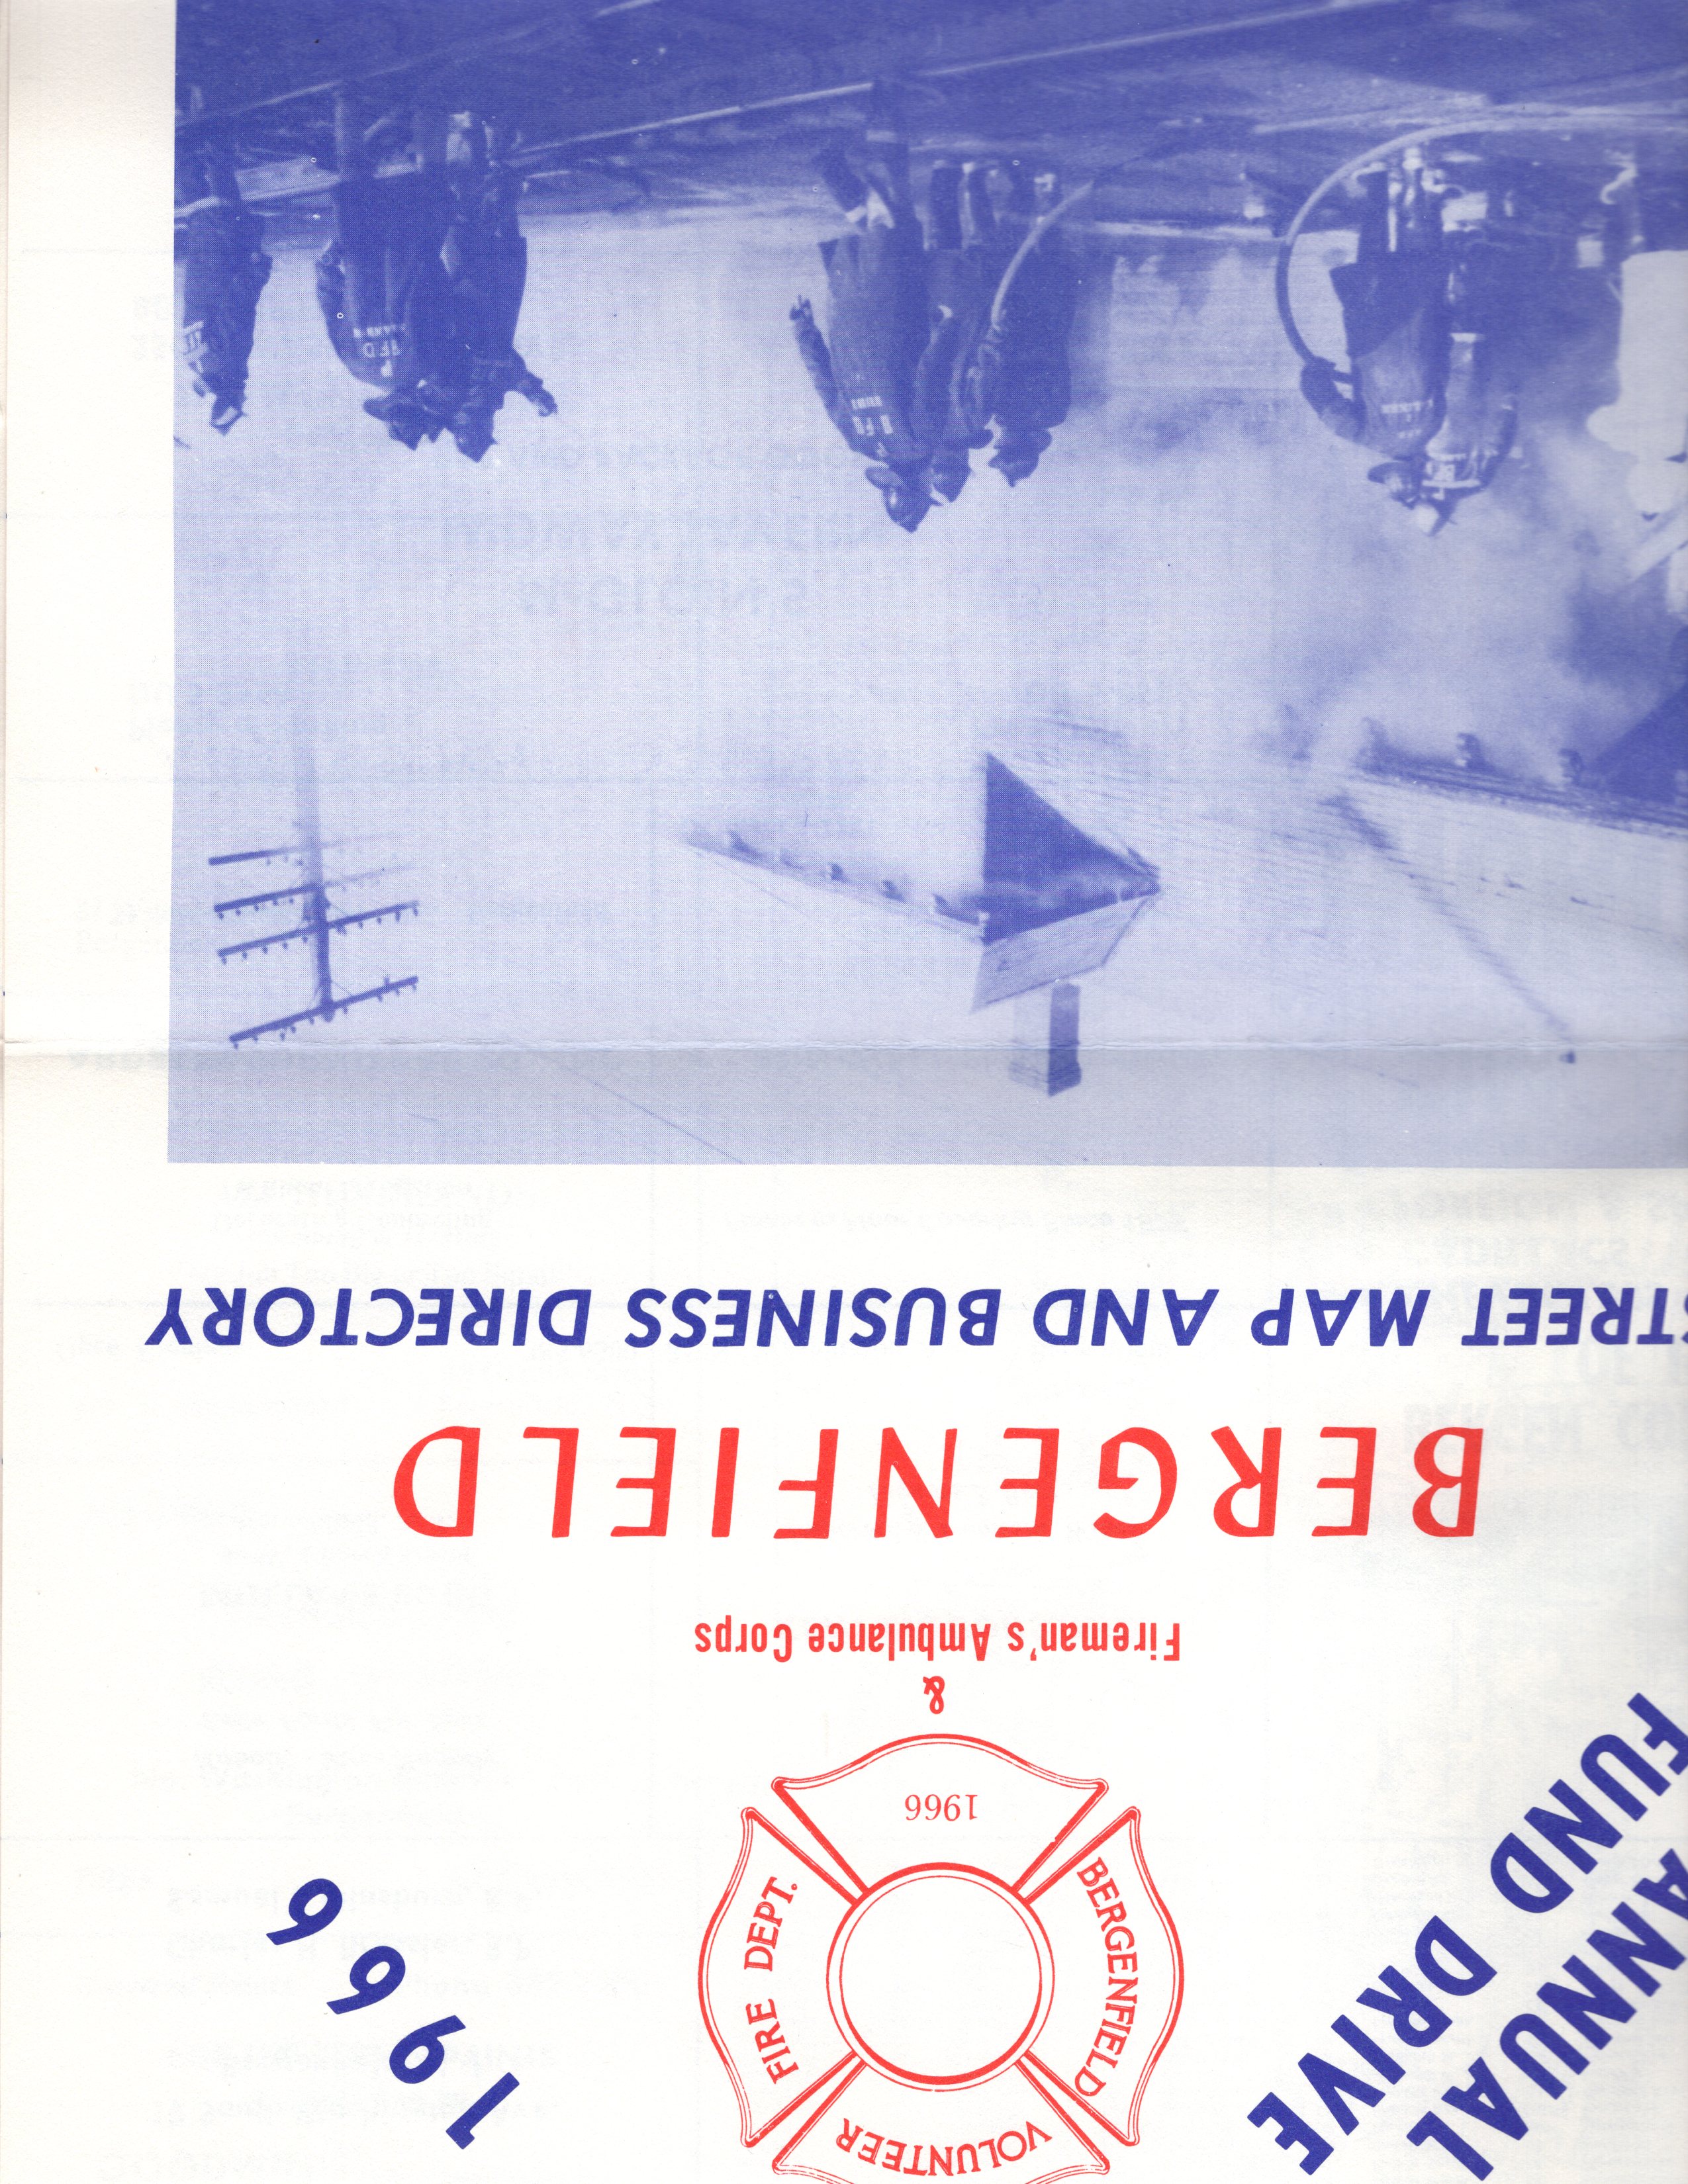 ANNUAL
FUND DRIVE
1966
VOLUNTEER
BERGENFIELD
FIRE DEPT.
1966
&
Fireman's Ambulance Corps
BERGENFIELD
STREET MAP AND BUSINESS DIRECTORY